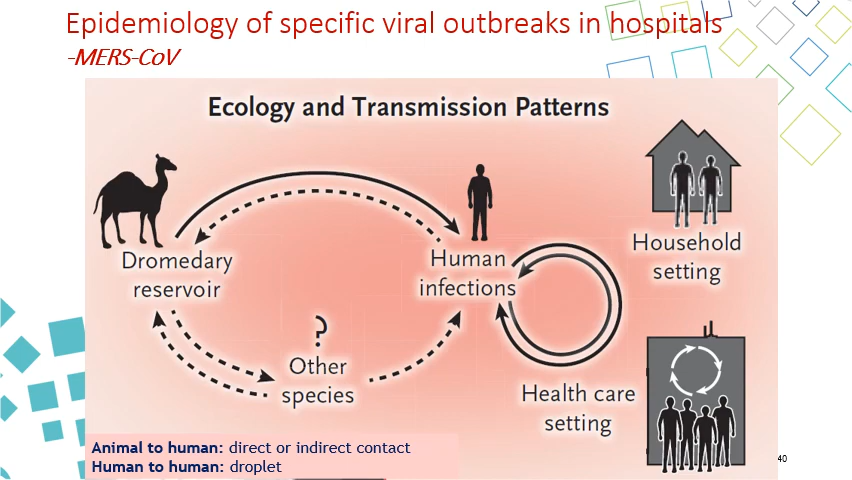 Epidemiology of specific viral outbreaks in hospitals
-MERS-CoV
Ecology and Transmission Patterns
Dromedary
reservoir
Human
infections
Household
setting
?
Other
species
Health care
setting
Animal to human: direct or indirect contact
Human to human: droplet
40